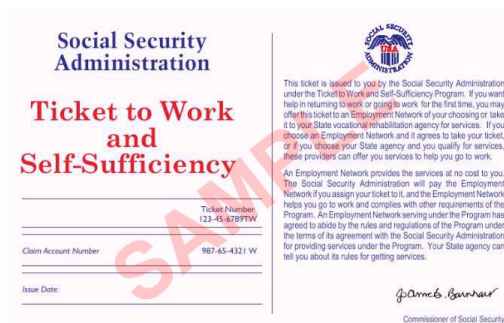 Social Security
Administration
Ticket to Work
and
Self-Sufficiency
Ticket Number
123-45-6789TW
Claim Account Number
987-65-4321 W
Issue Date:
SOCIAL SECURITY
USA
ADMINISTRATION
This ticket is issued to you by the Social Security Administration
under the Ticket to Work and Self-Sufficiency Program. If you want
help in returning to work or going to work for the first time, you may
offer this ticket to an Employment Network of your choosing or take
it to your State vocational rehabilitation agency for services. If you
choose an Employment Network and it agrees to take your ticket,
or if you choose your State agency and you qualify for services,
these providers can offer you services to help you go to work.
An Employment Network provides the services at no cost to you.
The Social Security Administration will pay the Employment
Network if you assign your ticket to it, and the Employment Network
helps you go to work and complies with other requirements of the
Program. An Employment Network serving under the Program has
agreed to abide by the rules and regulations of the Program under
the terms of its agreement with the Social Security Administration
for providing services under the Program. Your State agency can
tell you about its rules for getting services.
Commissioner of Social Security
SAMPLE